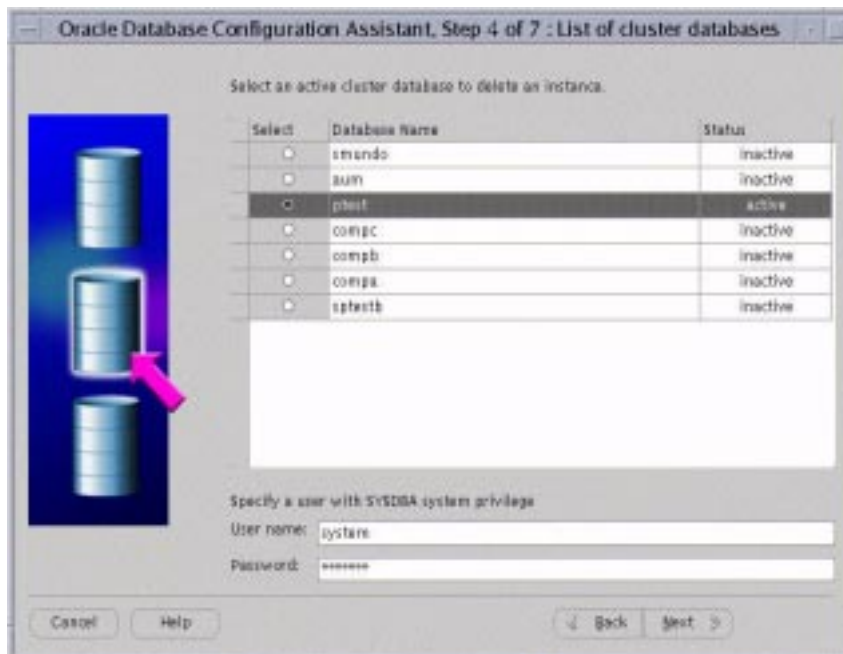 Oracle Database Configuration Assistant, Step 4 of 7 : List of cluster databases
Select an active cluster database to delete an instance.
Select Database Name Status
smundo inactive
aum inactive
ptest active
compc inactive
compb inactive
compa inactive
sptestb inactive
Specify a user with SYSDBA system privilege
User name: system
Password: *******
Cancel Help Back Next